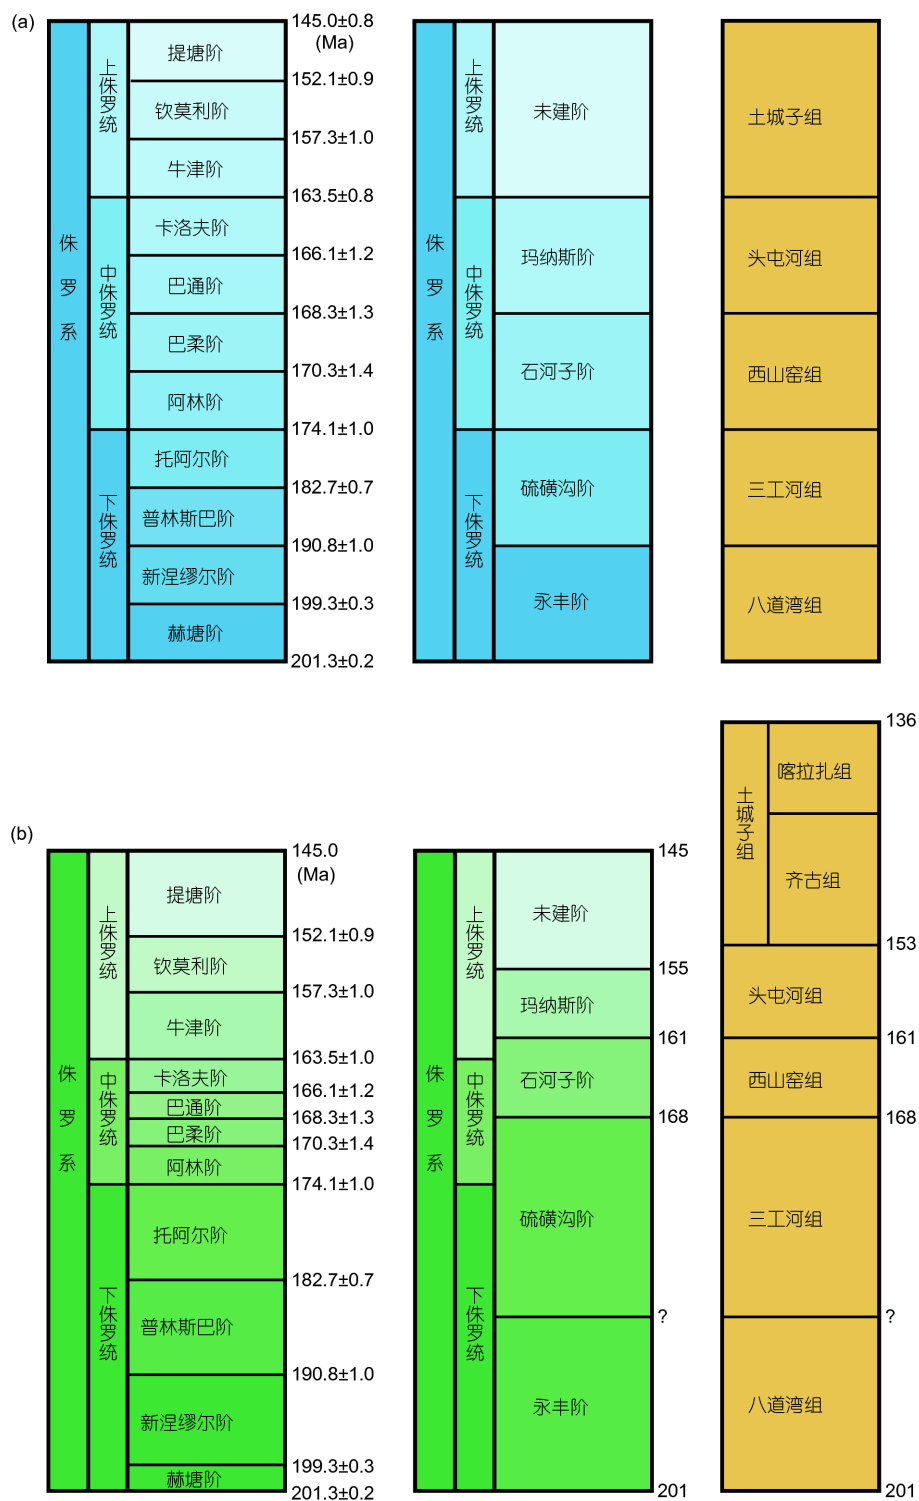 (a)
侏罗系
上侏罗统
中侏罗统
下侏罗统
提塘阶
钦莫利阶
牛津阶
卡洛夫阶
巴通阶
巴柔阶
阿林阶
托阿尔阶
普林斯巴阶
新涅缪尔阶
赫塘阶
145.0±0.8
(Ma)
152.1±0.9
157.3±1.0
163.5±0.8
166.1±1.2
168.3±1.3
170.3±1.4
174.1±1.0
182.7±0.7
190.8±1.0
199.3±0.3
201.3±0.2
侏罗系
上侏罗统
中侏罗统
下侏罗统
未建阶
玛纳斯阶
石河子阶
硫磺沟阶
永丰阶
土城子组
头屯河组
西山窑组
三工河组
八道湾组
(b)
侏罗系
上侏罗统
中侏罗统
下侏罗统
提塘阶
钦莫利阶
牛津阶
卡洛夫阶
巴通阶
巴柔阶
阿林阶
托阿尔阶
普林斯巴阶
新涅缪尔阶
赫塘阶
145.0
(Ma)
152.1±0.9
157.3±1.0
163.5±1.0
166.1±1.2
168.3±1.3
170.3±1.4
174.1±1.0
182.7±0.7
190.8±1.0
199.3±0.3
201.3±0.2
侏罗系
上侏罗统
中侏罗统
下侏罗统
未建阶
玛纳斯阶
石河子阶
硫磺沟阶
永丰阶
145
155
161
168
?
201
土城子组
喀拉扎组
齐古组
头屯河组
西山窑组
三工河组
八道湾组
136
153
161
168
?
201